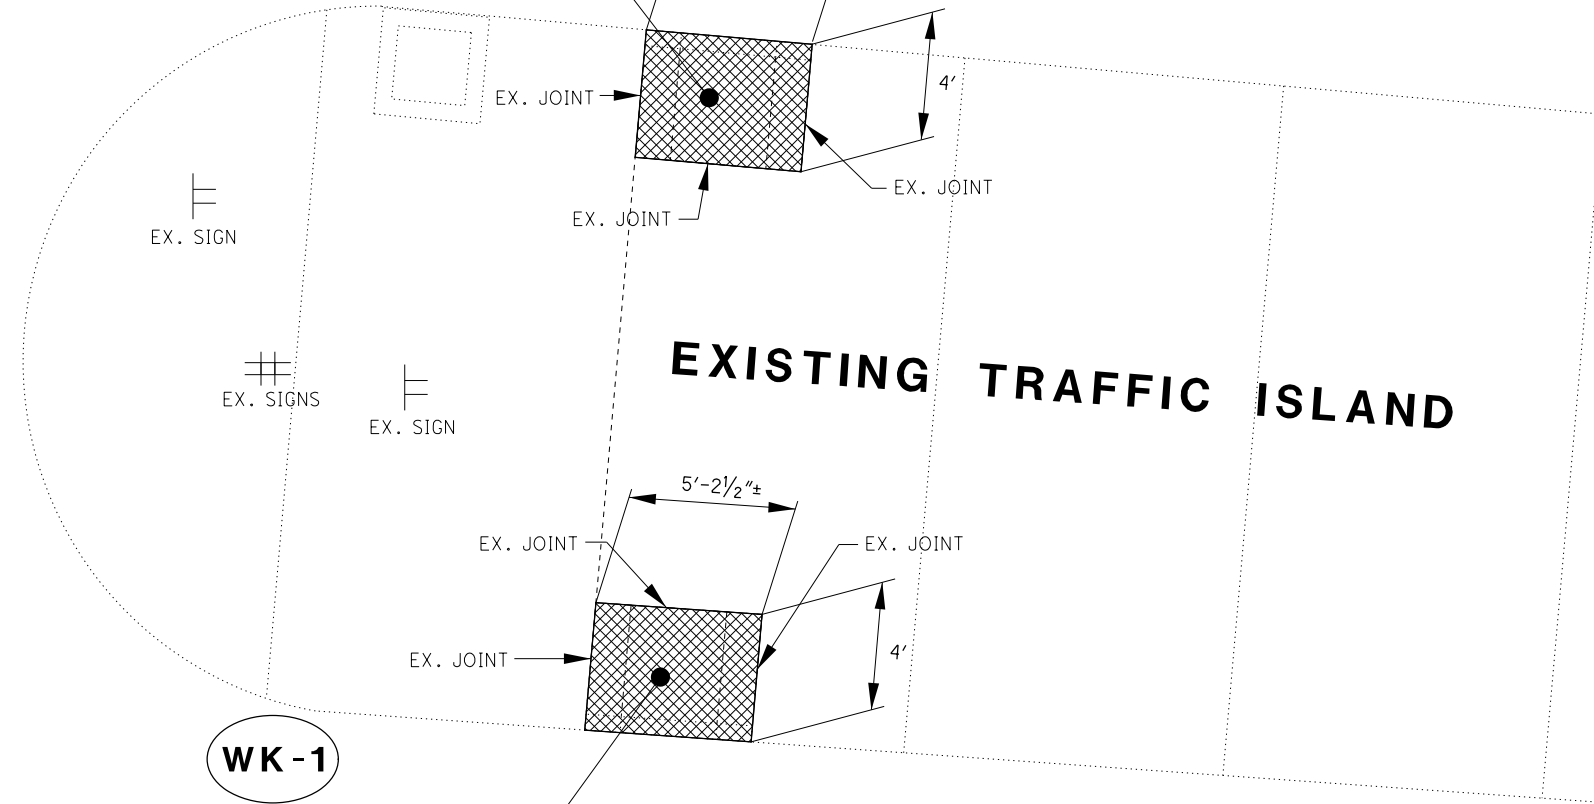 4′
EX. JOINT
EX. JOINT
EX. JOINT
EX. SIGN
EXISTING TRAFFIC ISLAND
EX. SIGNS
EX. SIGN
5′-2½″±
EX. JOINT
EX. JOINT
4′
EX. JOINT
WK-1